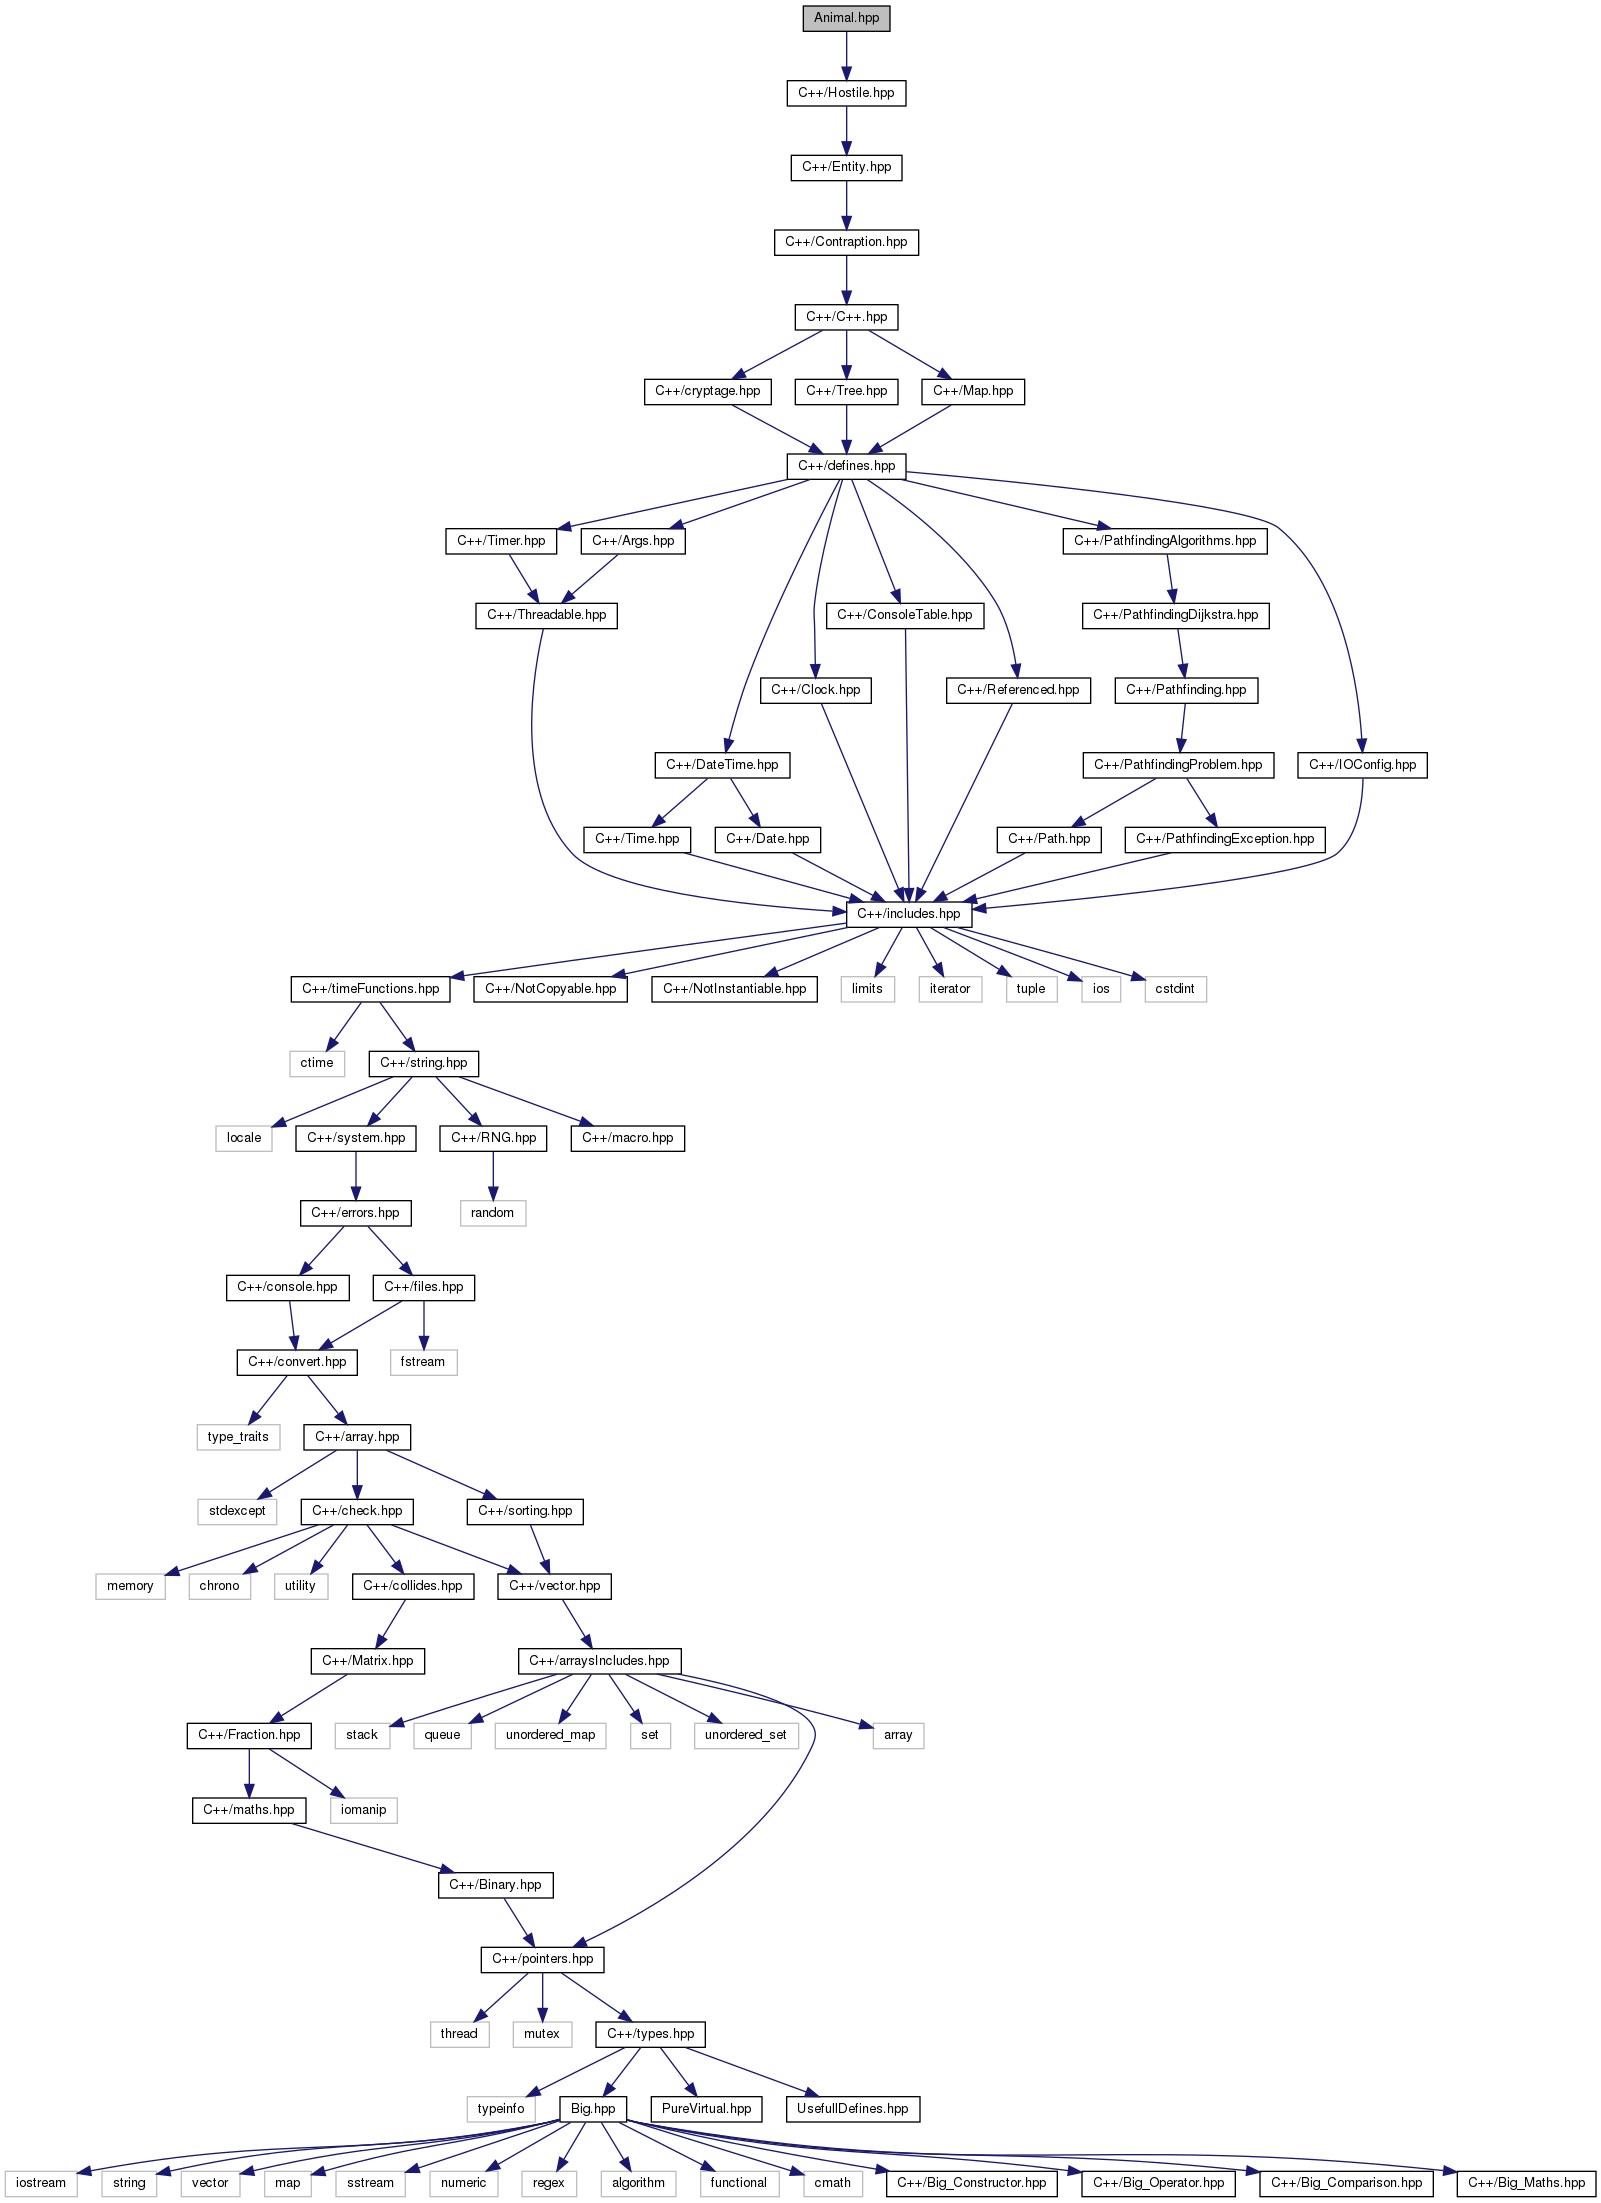 Animal.hpp
C++/Hostile.hpp
C++/Entity.hpp
C++/Contraption.hpp
C++/C++.hpp
C++/cryptage.hpp
C++/Tree.hpp
C++/Map.hpp
C++/defines.hpp
C++/Timer.hpp
C++/Args.hpp
C++/PathfindingAlgorithms.hpp
C++/Threadable.hpp
C++/ConsoleTable.hpp
C++/PathfindingDijkstra.hpp
C++/Clock.hpp
C++/Referenced.hpp
C++/Pathfinding.hpp
C++/DateTime.hpp
C++/PathfindingProblem.hpp
C++/IOConfig.hpp
C++/Time.hpp
C++/Date.hpp
C++/Path.hpp
C++/PathfindingException.hpp
C++/includes.hpp
C++/timeFunctions.hpp
C++/NotCopyable.hpp
C++/NotInstantiable.hpp
limits
iterator
tuple
ios
cstdint
ctime
C++/string.hpp
locale
C++/system.hpp
C++/RNG.hpp
C++/macro.hpp
C++/errors.hpp
random
C++/console.hpp
C++/files.hpp
C++/convert.hpp
fstream
type_traits
C++/array.hpp
stdexcept
C++/check.hpp
C++/sorting.hpp
memory
chrono
utility
C++/collides.hpp
C++/vector.hpp
C++/Matrix.hpp
C++/arraysIncludes.hpp
C++/Fraction.hpp
stack
queue
unordered_map
set
unordered_set
array
C++/maths.hpp
iomanip
C++/Binary.hpp
C++/pointers.hpp
thread
mutex
C++/types.hpp
typeinfo
Big.hpp
PureVirtual.hpp
UsefullDefines.hpp
iostream
string
vector
map
sstream
numeric
regex
algorithm
functional
cmath
C++/Big_Constructor.hpp
C++/Big_Operator.hpp
C++/Big_Comparison.hpp
C++/Big_Maths.hpp